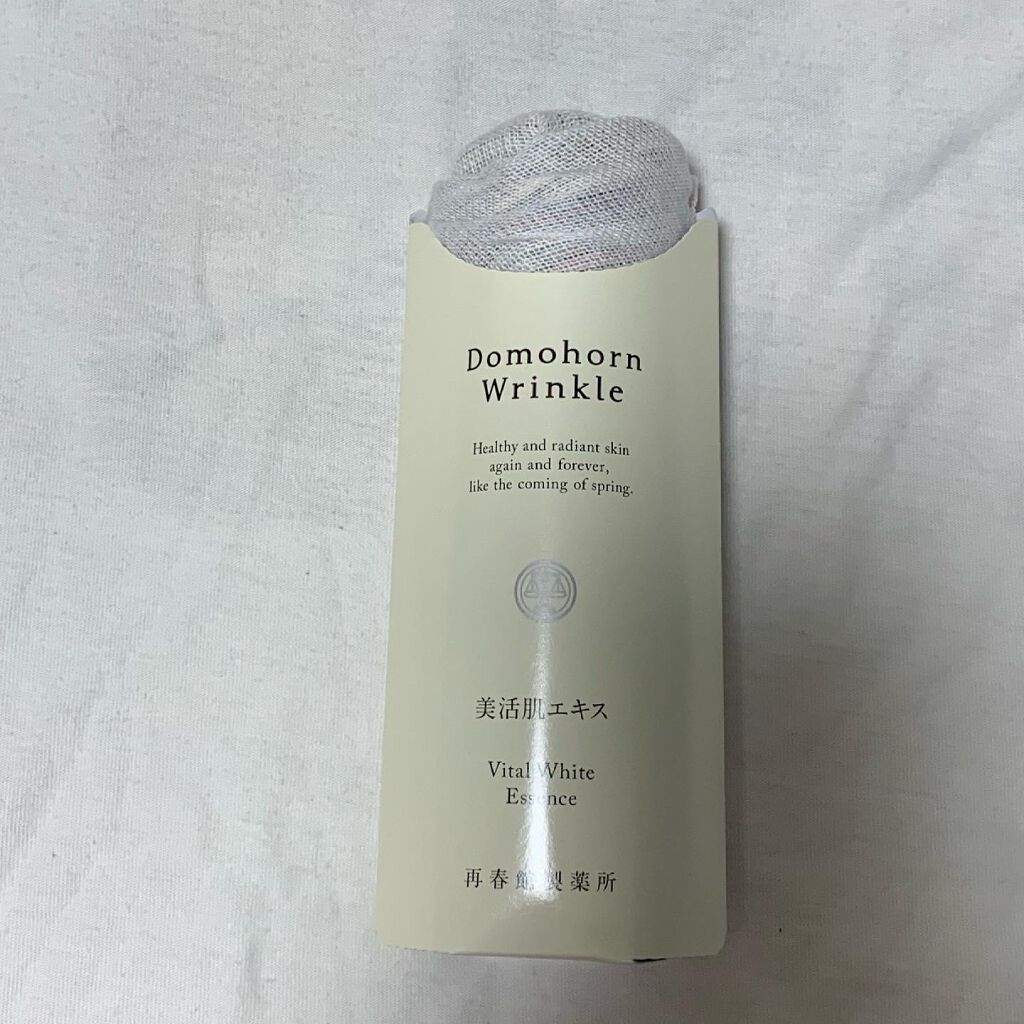 Domohorn
Wrinkle
Healthy and radiant skin
again and forever,
like the coming of spring.
美活肌エキス
Vital White
Essence
再春館製薬所